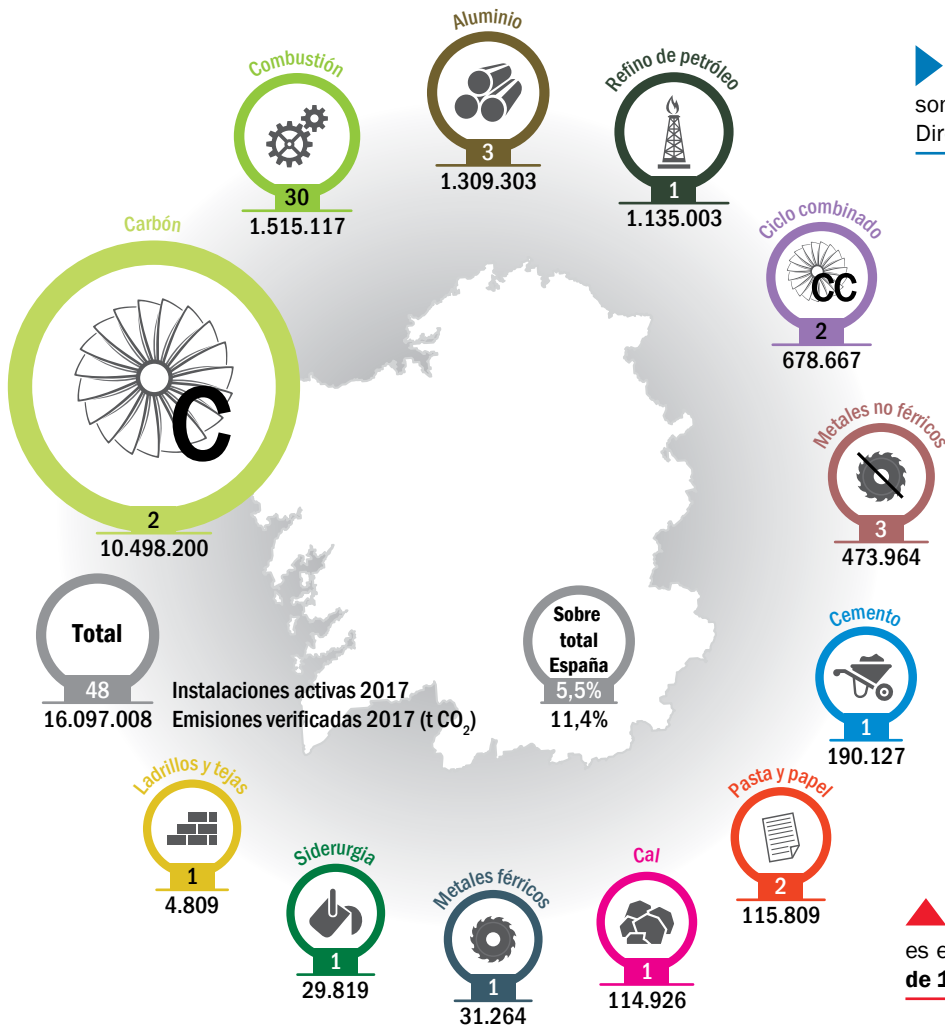 Aluminio
3
1.309.303
Combustión
30
1.515.117
Refino de petróleo
1
1.135.003
Carbón
C
2
10.498.200
Ciclo combinado
CC
2
678.667
Metales no férricos
3
473.964
Cemento
1
190.127
Pasta y papel
2
115.809
Cal
1
114.926
Metales férricos
1
31.264
Siderurgia
1
29.819
Ladrillos y tejas
1
4.809
Total
48
16.097.008
Instalaciones activas 2017
Emisiones verificadas 2017 (t CO₂)
Sobre
total
España
5,5%
11,4%